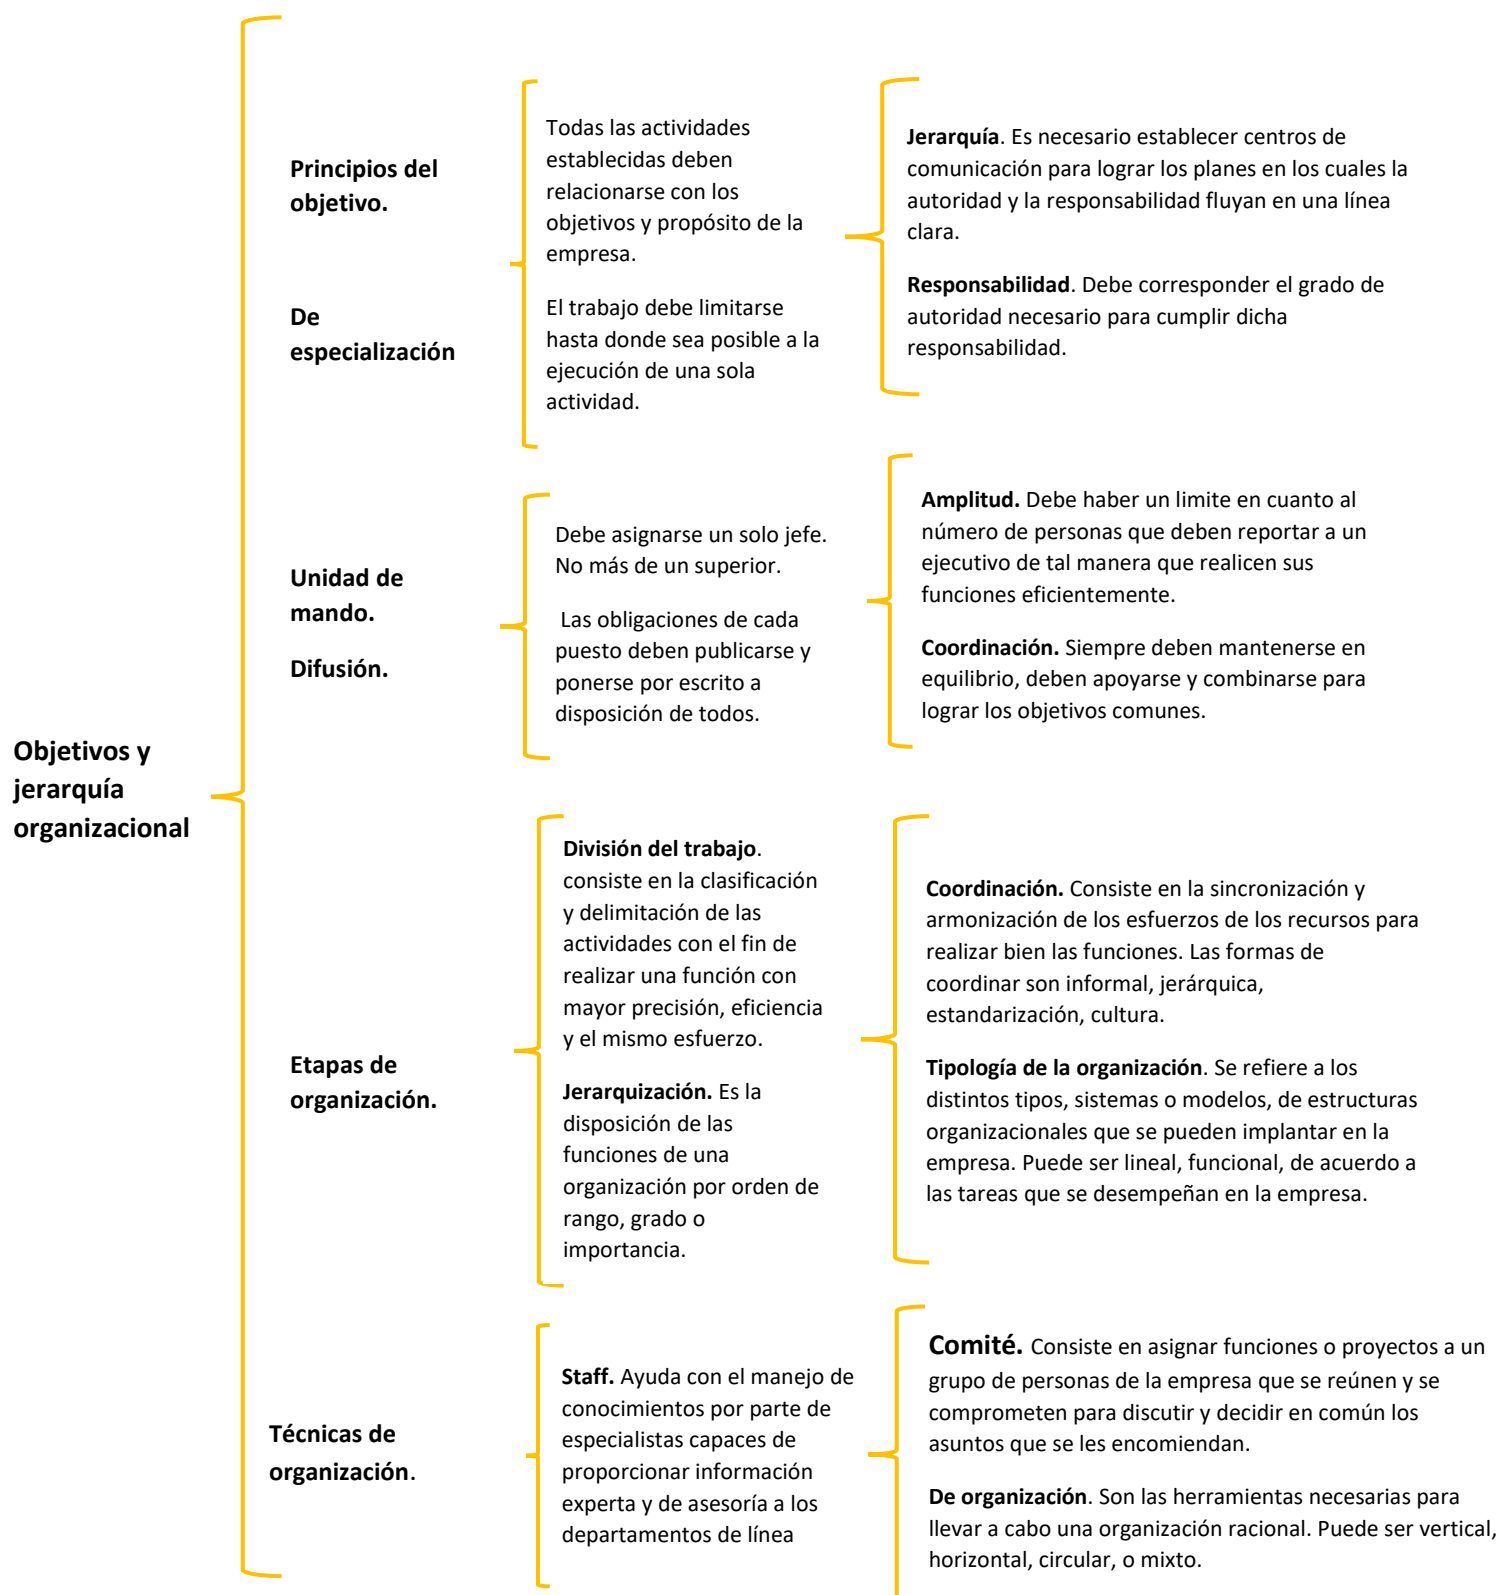 Objetivos y
jerarquía
organizacional
Principios del
objetivo.
De
especialización
Todas las actividades
establecidas deben
relacionarse con los
objetivos y propósito de la
empresa.
El trabajo debe limitarse
hasta donde sea posible a la
ejecución de una sola
actividad.
Jerarquía. Es necesario establecer centros de
comunicación para lograr los planes en los cuales la
autoridad y la responsabilidad fluyan en una línea
clara.
Responsabilidad. Debe corresponder el grado de
autoridad necesario para cumplir dicha
responsabilidad.
Unidad de
mando.
Difusión.
Debe asignarse un solo jefe.
No más de un superior.
Las obligaciones de cada
puesto deben publicarse y
ponerse por escrito a
disposición de todos.
Amplitud. Debe haber un limite en cuanto al
número de personas que deben reportar a un
ejecutivo de tal manera que realicen sus
funciones eficientemente.
Coordinación. Siempre deben mantenerse en
equilibrio, deben apoyarse y combinarse para
lograr los objetivos comunes.
Etapas de
organización.
División del trabajo.
consiste en la clasificación
y delimitación de las
actividades con el fin de
realizar una función con
mayor precisión, eficiencia
y el mismo esfuerzo.
Jerarquización. Es la
disposición de las
funciones de una
organización por orden de
rango, grado o
importancia.
Coordinación. Consiste en la sincronización y
armonización de los esfuerzos de los recursos para
realizar bien las funciones. Las formas de
coordinar son informal, jerárquica,
estandarización, cultura.
Tipología de la organización. Se refiere a los
distintos tipos, sistemas o modelos, de estructuras
organizacionales que se pueden implantar en la
empresa. Puede ser lineal, funcional, de acuerdo a
las tareas que se desempeñan en la empresa.
Técnicas de
organización.
Staff. Ayuda con el manejo de
conocimientos por parte de
especialistas capaces de
proporcionar información
experta y de asesoría a los
departamentos de línea
Comité. Consiste en asignar funciones o proyectos a un
grupo de personas de la empresa que se reúnen y se
comprometen para discutir y decidir en común los
asuntos que se les encomiendan.
De organización. Son las herramientas necesarias para
llevar a cabo una organización racional. Puede ser vertical,
horizontal, circular, o mixto.